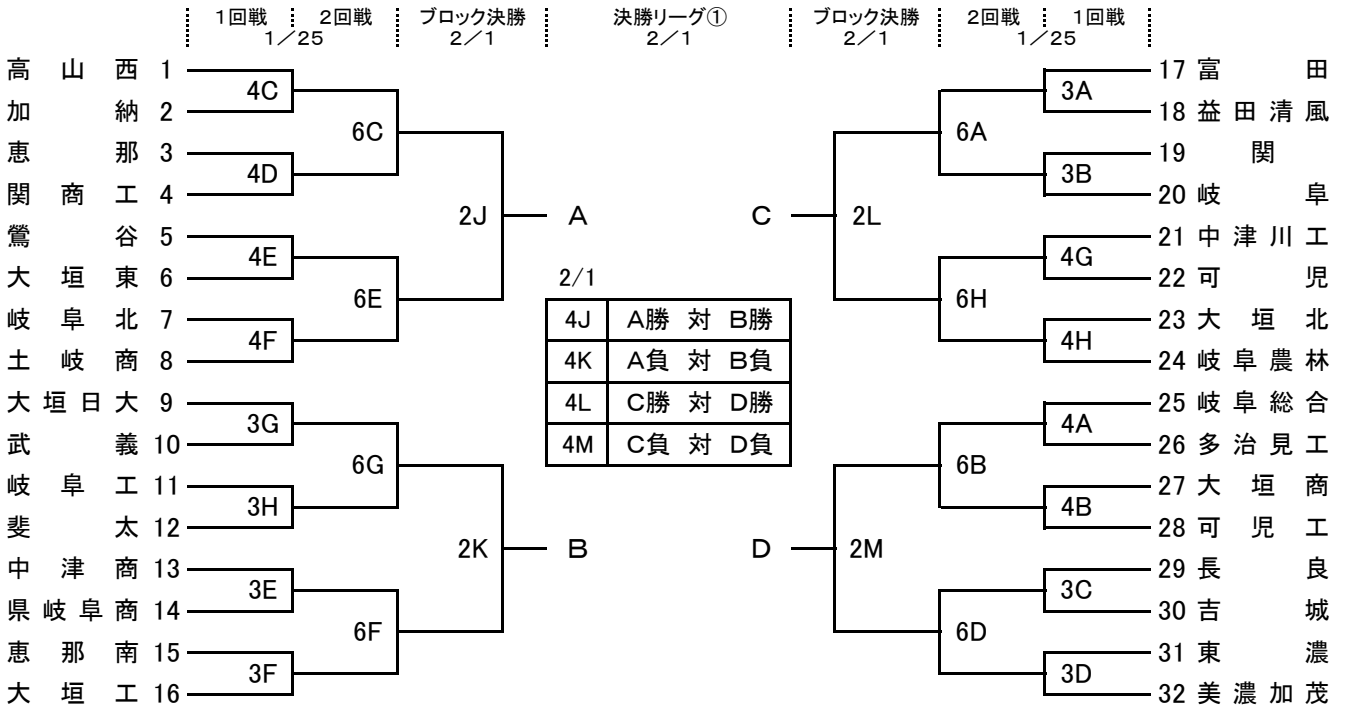 1回戦 2回戦 ブロック決勝 決勝リーグ① ブロック決勝 2回戦 1回戦
1／25 2／1 2／1 2／1 1／25
高山西 1 17 富田
4C 3A
加納 2 18 益田清風
6C 6A
恵那 3 19 関
4D 3B
関商工 4 20 岐阜
2J A C 2L
鶯谷 5 21 中津川工
4E 4G
大垣東 6 22 可児
2/1
6E 6H
岐阜北 7 4J A勝 対 B勝 23 大垣北
4F 4K A負 対 B負 4H
土岐商 8 24 岐阜農林
大垣日大 9 4L C勝 対 D勝 25 岐阜総合
3G 4A
武義 10 4M C負 対 D負 26 多治見工
6G 6B
岐阜工 11 27 大垣商
3H 4B
斐太 12 28 可児工
2K B D 2M
中津商 13 29 長良
3E 3C
県岐阜商 14 30 吉城
6F 6D
恵那南 15 31 東濃
3F 3D
大垣工 16 32 美濃加茂